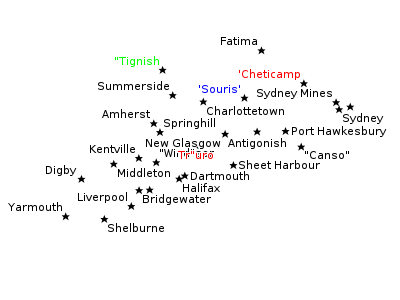 Fatima
"Tignish
'Cheticamp
Summerside
'Souris'
Sydney Mines
Charlottetown
Amherst
Springhill
Sydney
Port Hawkesbury
New Glasgow
Antigonish
Kentville
"Canso"
Sheet Harbour
Digby
Middleton
Dartmouth
Halifax
Liverpool
Bridgewater
Yarmouth
Shelburne